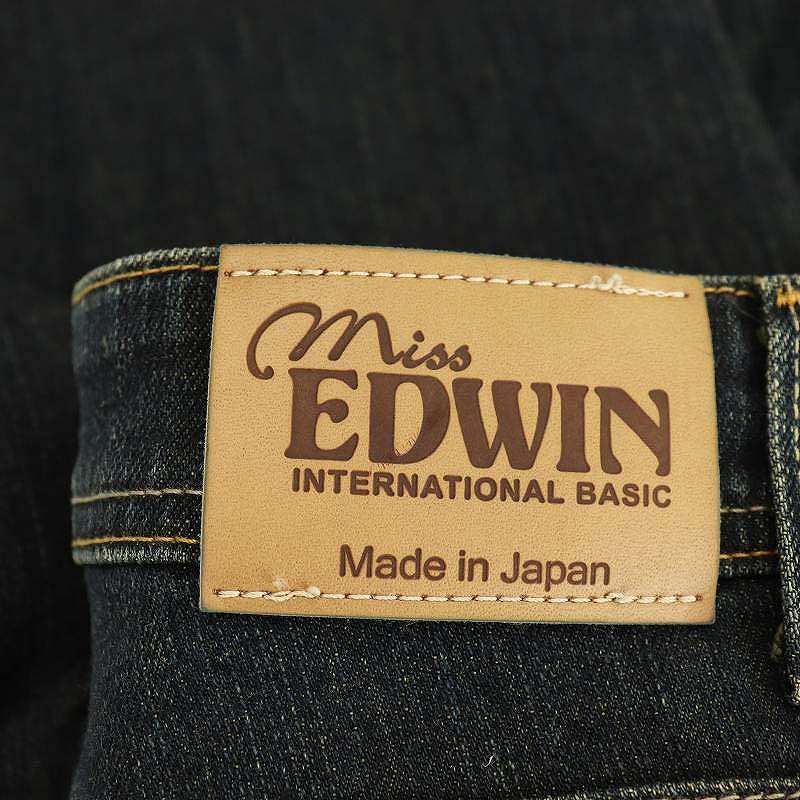 Miss
EDWIN
INTERNATIONAL BASIC
Made in Japan